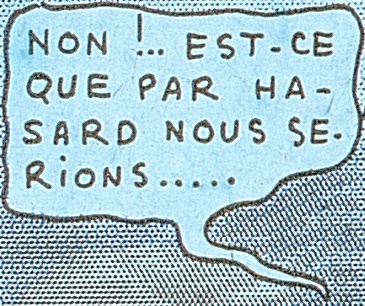 NON !.. EST-CE
QUE PAR HA-
SARD NOUS SE-
RIONS.....